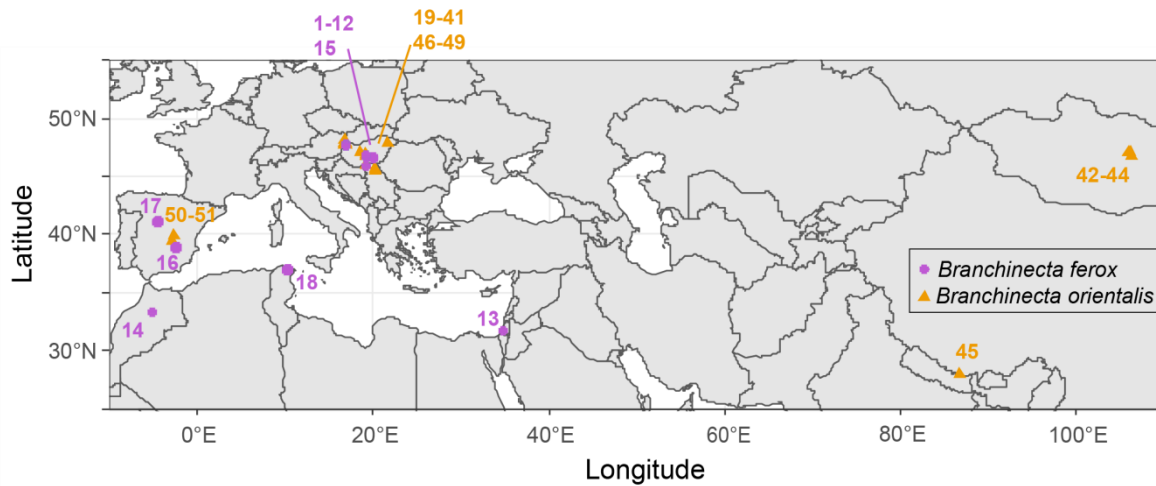 1-12
15
19-41
46-49
50°N
40°N
30°N
Latitude
17
50-51
16
18
14
13
42-44
45
Branchinecta ferox
Branchinecta orientalis
0°E
20°E
40°E
60°E
80°E
100°E
Longitude